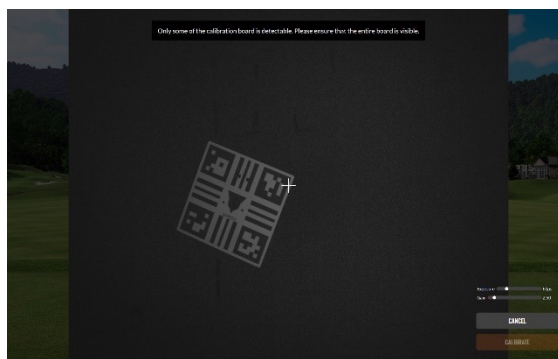 Only some of the calibration board is detectable. Please ensure that the entire board is visible.
CANCEL
CALIBRATE